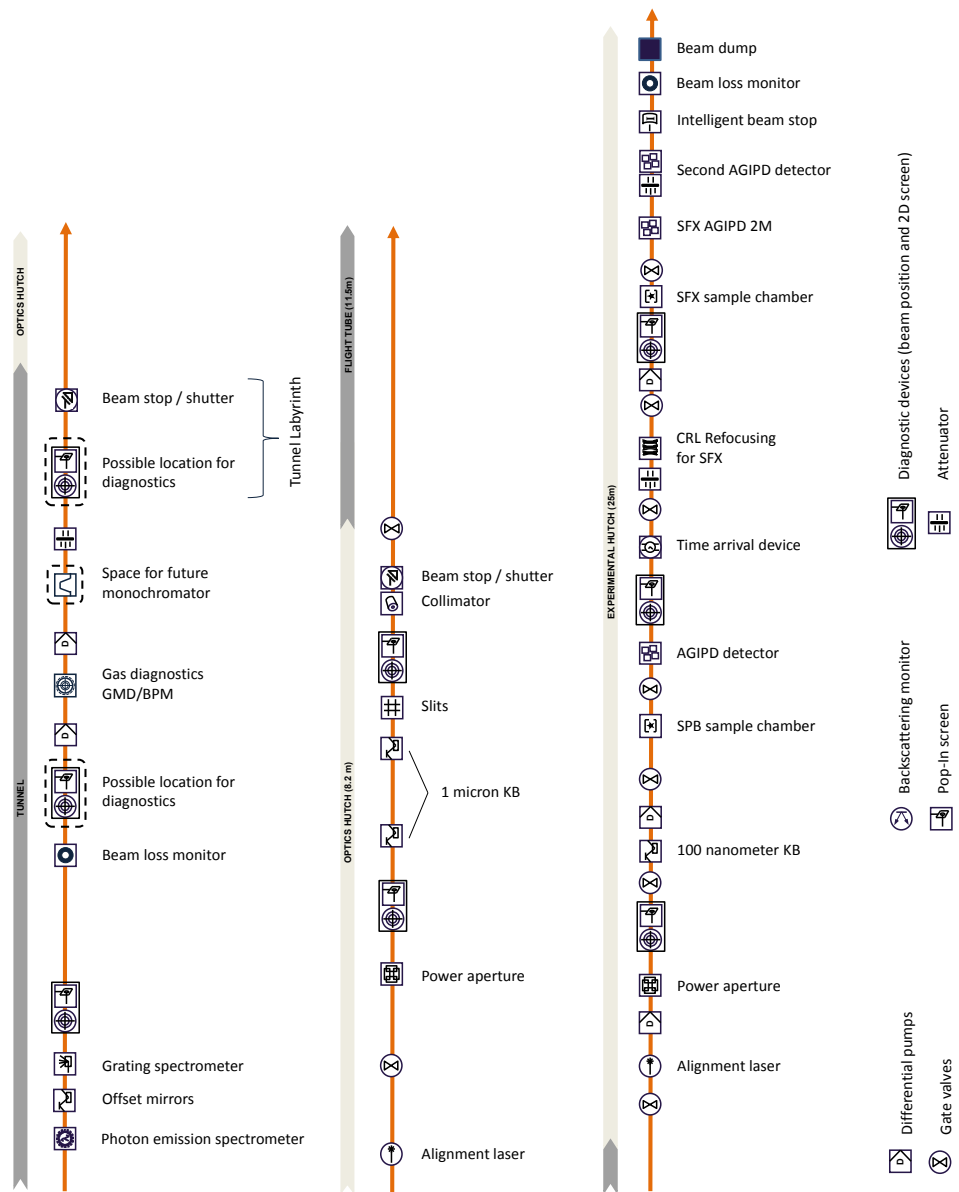 OPTICS HUTCH
TUNNEL
Beam stop / shutter
Possible location for
diagnostics
Tunnel Labyrinth
Space for future
monochromator
D
Gas diagnostics
GMD/BPM
D
Possible location for
diagnostics
Beam loss monitor
Grating spectrometer
Offset mirrors
Photon emission spectrometer
FLIGHT TUBE (11.5m)
OPTICS HUTCH (8.2 m)
Beam stop / shutter
Collimator
Slits
1 micron KB
Power aperture
Alignment laser
EXPERIMENTAL HUTCH (25m)
Beam dump
Beam loss monitor
Intelligent beam stop
Second AGIPD detector
SFX AGIPD 2M
SFX sample chamber
D
CRL Refocusing
for SFX
Time arrival device
AGIPD detector
SPB sample chamber
D
100 nanometer KB
Power aperture
D
Alignment laser
Diagnostic devices (beam position and 2D screen)
Attenuator
Backscattering monitor
Pop-In screen
D
Differential pumps
Gate valves